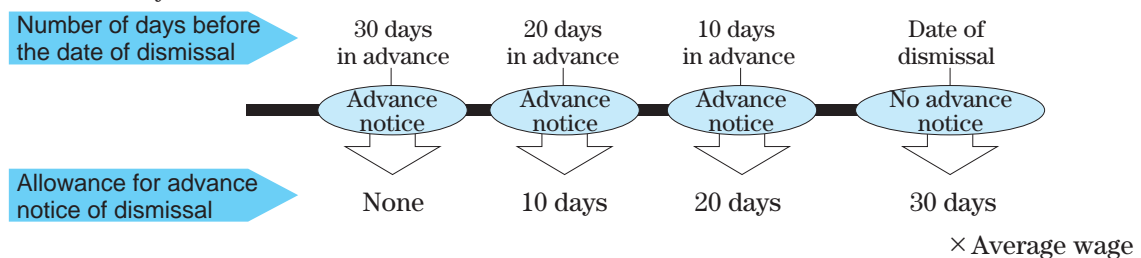 Number of days before
the date of dismissal
30 days
in advance
20 days
in advance
10 days
in advance
Date of
dismissal
Advance
notice
Advance
notice
Advance
notice
No advance
notice
Allowance for advance
notice of dismissal
None
10 days
20 days
30 days
× Average wage